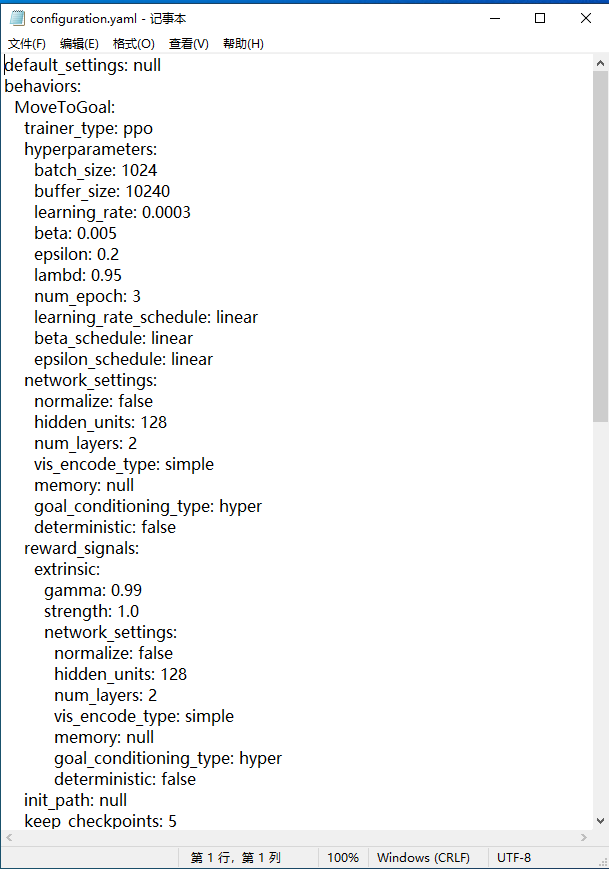 configuration.yaml - 记事本
文件(F) 编辑(E) 格式(O) 查看(V) 帮助(H)
default_settings: null
behaviors:
  MoveToGoal:
    trainer_type: ppo
    hyperparameters:
      batch_size: 1024
      buffer_size: 10240
      learning_rate: 0.0003
      beta: 0.005
      epsilon: 0.2
      lambd: 0.95
      num_epoch: 3
      learning_rate_schedule: linear
      beta_schedule: linear
      epsilon_schedule: linear
    network_settings:
      normalize: false
      hidden_units: 128
      num_layers: 2
      vis_encode_type: simple
      memory: null
      goal_conditioning_type: hyper
      deterministic: false
    reward_signals:
      extrinsic:
        gamma: 0.99
        strength: 1.0
        network_settings:
          normalize: false
          hidden_units: 128
          num_layers: 2
          vis_encode_type: simple
          memory: null
          goal_conditioning_type: hyper
          deterministic: false
    init_path: null
    keep_checkpoints: 5
第 1 行，第 1 列 100% Windows (CRLF) UTF-8